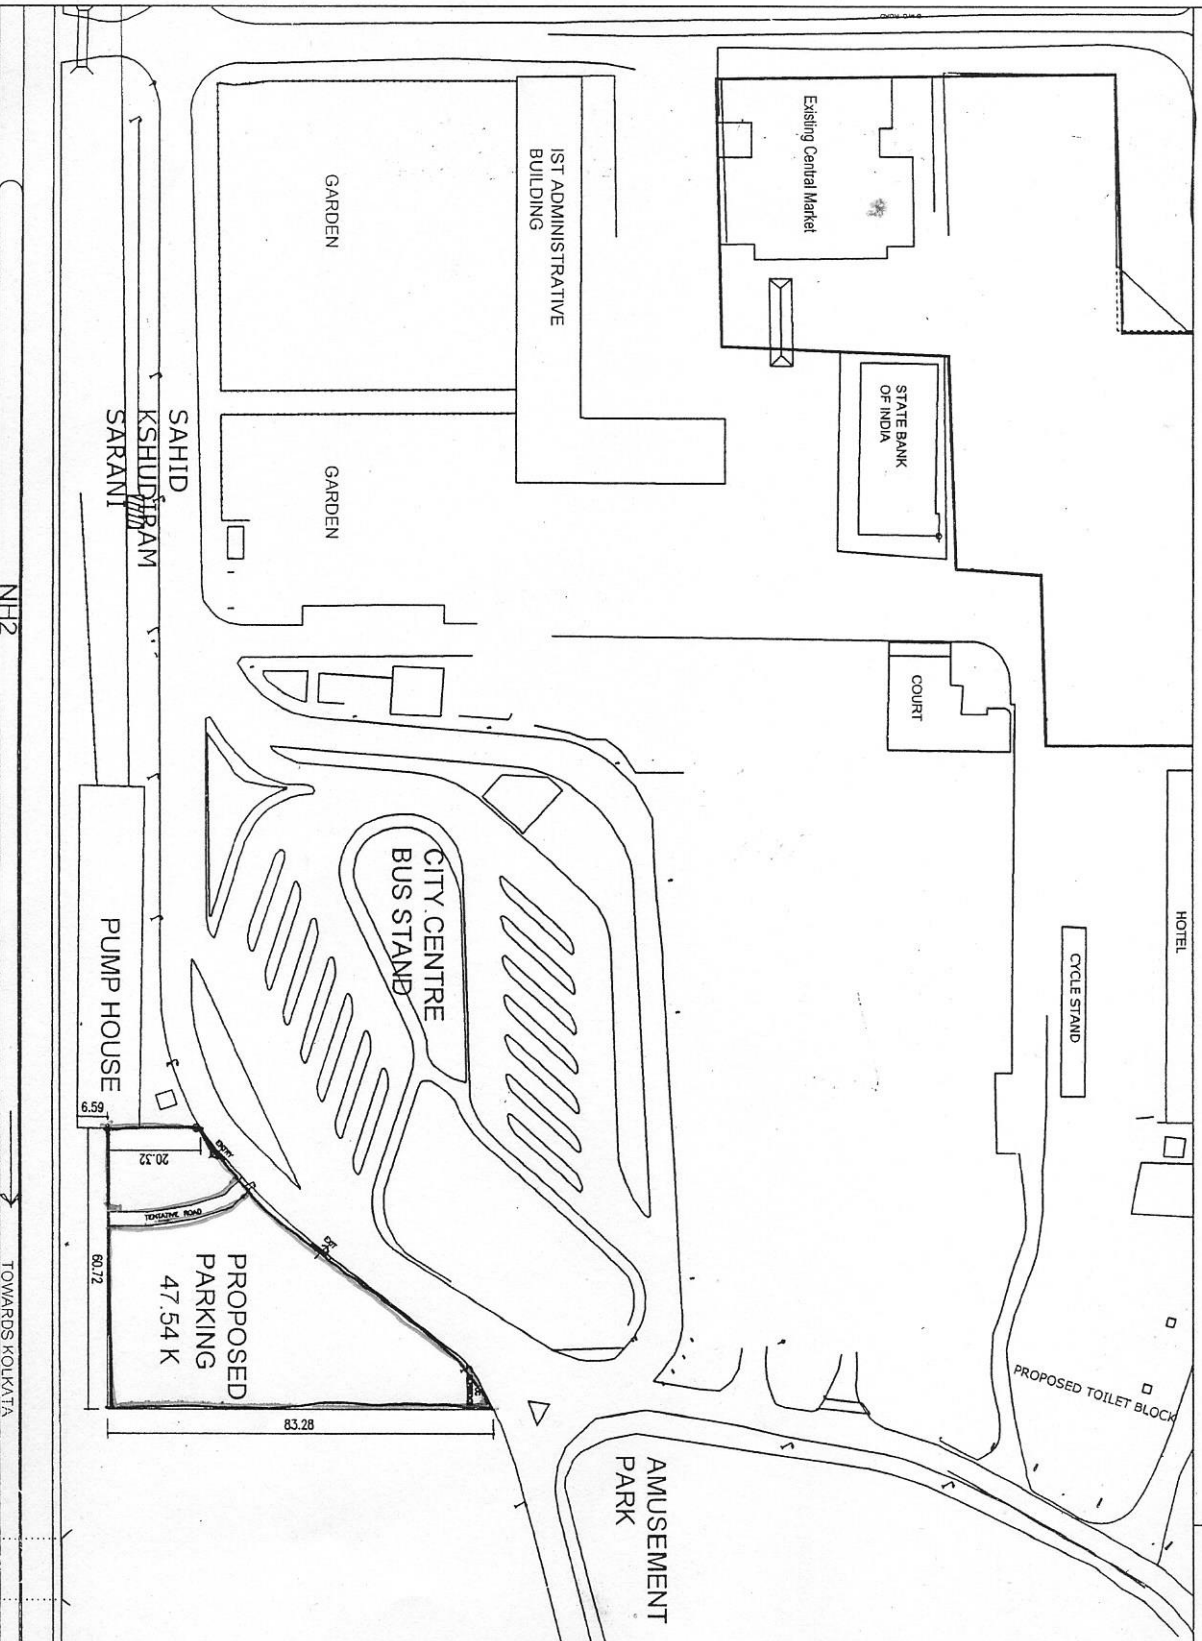 Existing Central Market
IST ADMINISTRATIVE
BUILDING
GARDEN
STATE BANK
OF INDIA
GARDEN
SAHID
KSHUDIRAM
SARANI
NH2
COURT
HOTEL
CYCLE STAND
CITY CENTRE
BUS STAND
PUMP HOUSE
6.59
20.32
ENTRY
TENTATIVE ROAD
EXIT
60.72
PROPOSED
PARKING
47.54 K
83.28
TOWARDS KOLKATA
PROPOSED TOILET BLOCK
AMUSEMENT
PARK